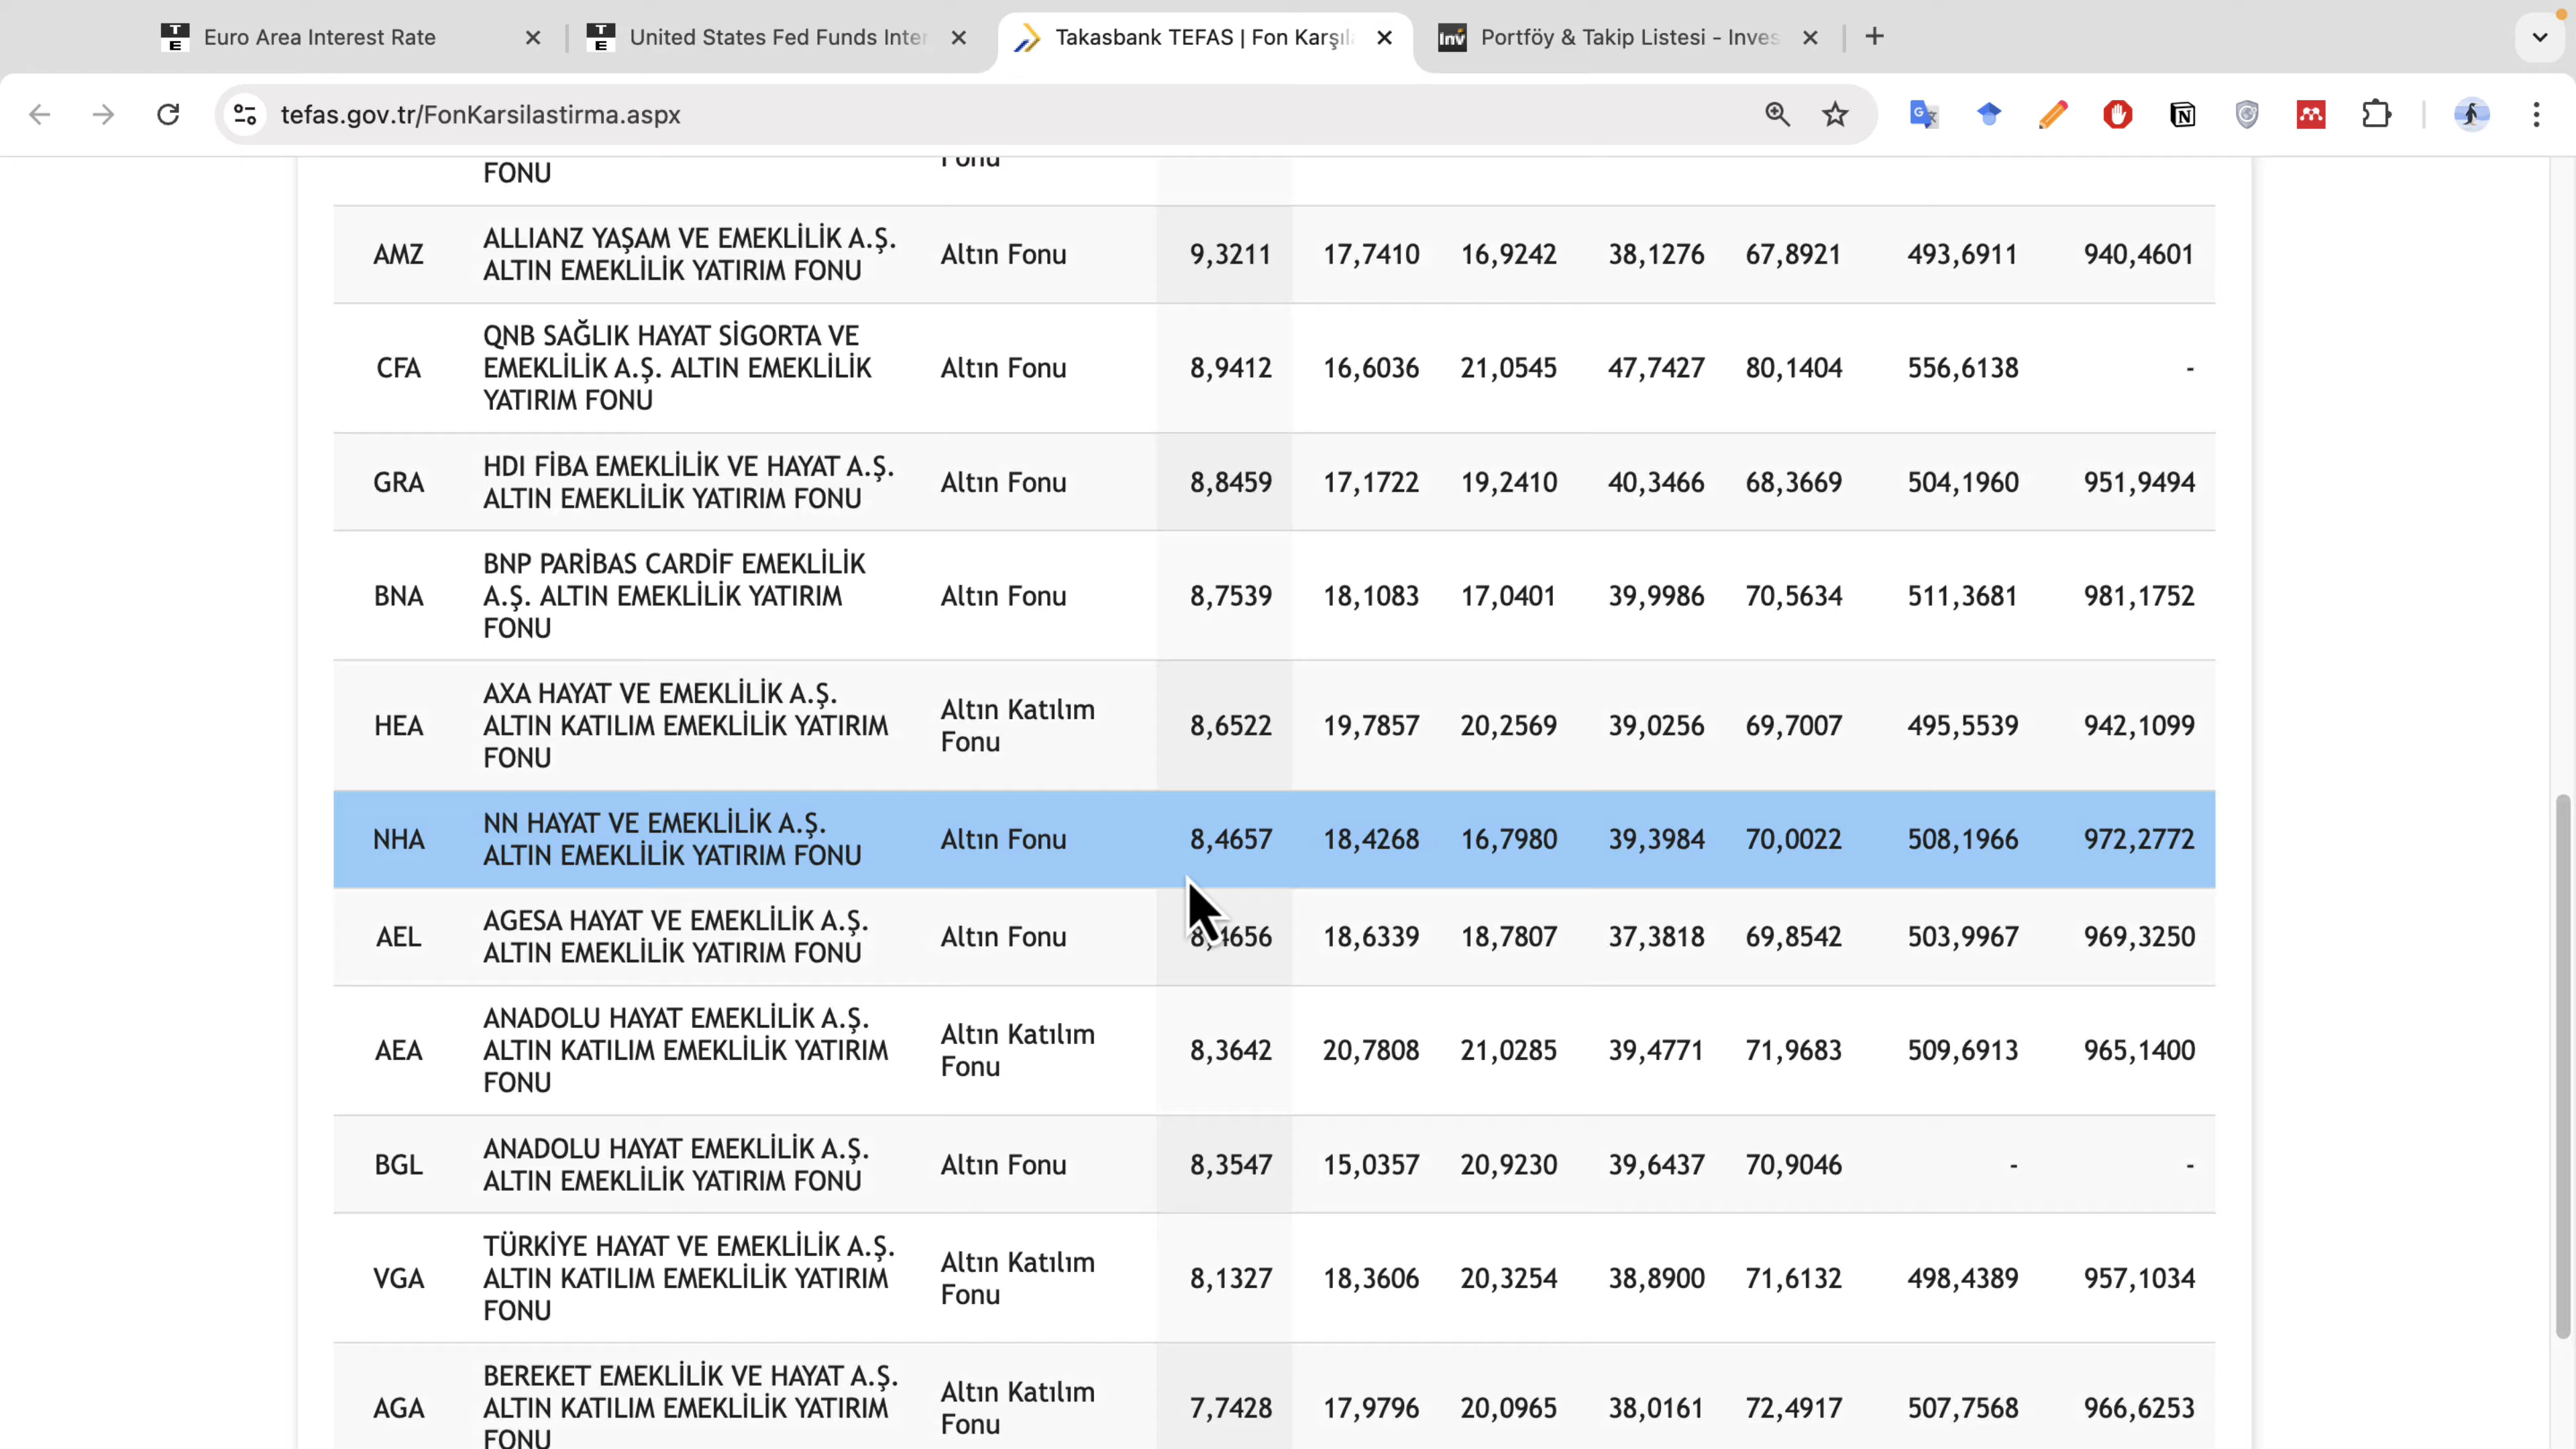 Euro Area Interest Rate
United States Fed Funds Inter
Takasbank TEFAS | Fon Karşıla
Portföy & Takip Listesi - Inves
tefas.gov.tr/FonKarsilastirma.aspx
FONU
Fonu
AMZ
ALLIANZ YAŞAM VE EMEKLİLİK A.Ş.
ALTIN EMEKLİLİK YATIRIM FONU
Altın Fonu
9,3211 17,7410 16,9242 38,1276 67,8921 493,6911 940,4601
CFA
QNB SAĞLIK HAYAT SİGORTA VE
EMEKLİLİK A.Ş. ALTIN EMEKLİLİK
YATIRIM FONU
Altın Fonu
8,9412 16,6036 21,0545 47,7427 80,1404 556,6138 -
GRA
HDI FİBA EMEKLİLİK VE HAYAT A.Ş.
ALTIN EMEKLİLİK YATIRIM FONU
Altın Fonu
8,8459 17,1722 19,2410 40,3466 68,3669 504,1960 951,9494
BNA
BNP PARİBAS CARDİF EMEKLİLİK
A.Ş. ALTIN EMEKLİLİK YATIRIM
FONU
Altın Fonu
8,7539 18,1083 17,0401 39,9986 70,5634 511,3681 981,1752
HEA
AXA HAYAT VE EMEKLİLİK A.Ş.
ALTIN KATILIM EMEKLİLİK YATIRIM
FONU
Altın Katılım
Fonu
8,6522 19,7857 20,2569 39,0256 69,7007 495,5539 942,1099
NHA
NN HAYAT VE EMEKLİLİK A.Ş.
ALTIN EMEKLİLİK YATIRIM FONU
Altın Fonu
8,4657 18,4268 16,7980 39,3984 70,0022 508,1966 972,2772
AEL
AGESA HAYAT VE EMEKLİLİK A.Ş.
ALTIN EMEKLİLİK YATIRIM FONU
Altın Fonu
8,4656 18,6339 18,7807 37,3818 69,8542 503,9967 969,3250
AEA
ANADOLU HAYAT EMEKLİLİK A.Ş.
ALTIN KATILIM EMEKLİLİK YATIRIM
FONU
Altın Katılım
Fonu
8,3642 20,7808 21,0285 39,4771 71,9683 509,6913 965,1400
BGL
ANADOLU HAYAT EMEKLİLİK A.Ş.
ALTIN EMEKLİLİK YATIRIM FONU
Altın Fonu
8,3547 15,0357 20,9230 39,6437 70,9046 - -
VGA
TÜRKİYE HAYAT VE EMEKLİLİK A.Ş.
ALTIN KATILIM EMEKLİLİK YATIRIM
FONU
Altın Katılım
Fonu
8,1327 18,3606 20,3254 38,8900 71,6132 498,4389 957,1034
AGA
BEREKET EMEKLİLİK VE HAYAT A.Ş.
ALTIN KATILIM EMEKLİLİK YATIRIM
FONU
Altın Katılım
Fonu
7,7428 17,9796 20,0965 38,0161 72,4917 507,7568 966,6253